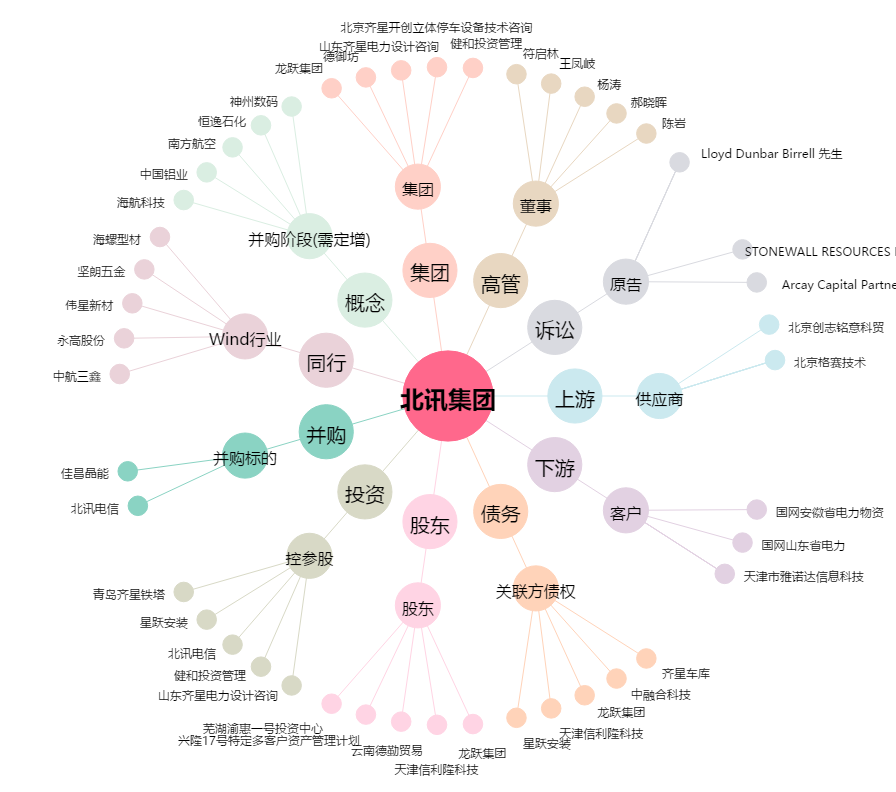 北京齐星开创立体停车设备技术咨询
山东齐星电力设计咨询
健和投资管理
德御坊
龙跃集团
符启林
王凤岐
杨涛
郝晓晖
陈岩
神州数码
恒逸石化
南方航空
中国铝业
海航科技
集团
董事
Lloyd Dunbar Birrell 先生
并购阶段(需定增)
STONEWALL RESOURCES
Arcay Capital Partne
原告
集团
高管
概念
诉讼
海螺型材
坚朗五金
伟星新材
永高股份
中航三鑫
Wind行业
同行
北京创志铭意科贸
北京格赛技术
北讯集团
上游
供应商
并购
并购标的
佳昌晶能
北讯电信
下游
客户
国网安徽省电力物资
国网山东省电力
天津市雅诺达信息科技
投资
股东
债务
控参股
青岛齐星铁塔
星跃安装
北讯电信
健和投资管理
山东齐星电力设计咨询
股东
关联方债权
芜湖渝惠一号投资中心
兴隆17号特定多客户资产管理计划
云南德勤贸易
天津信利隆科技
龙跃集团
星跃安装
天津信利隆科技
龙跃集团
中融合科技
齐星车库